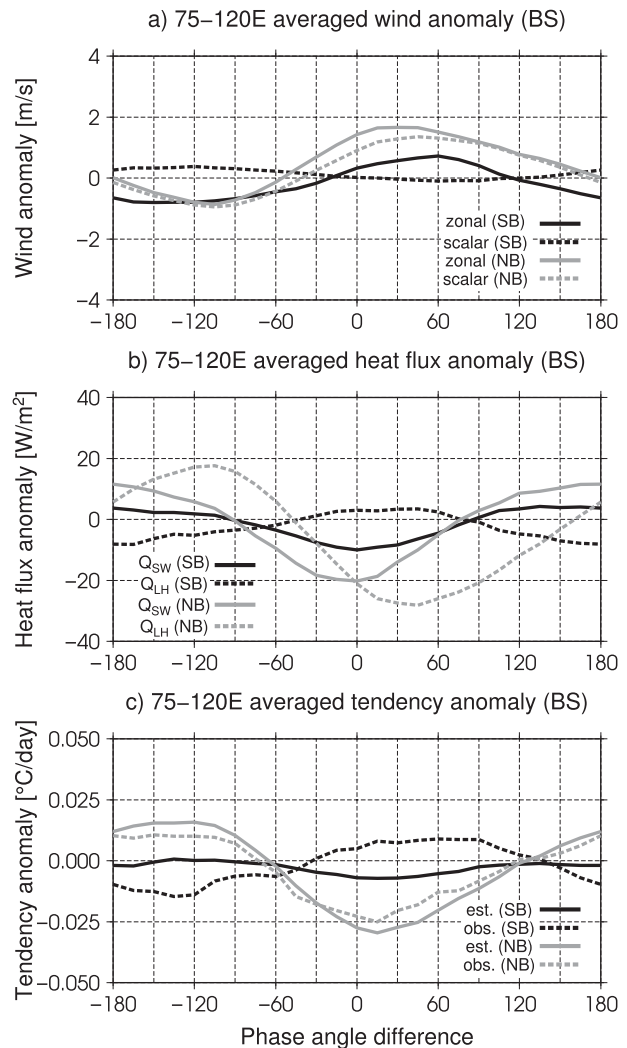 a) 75−120E averaged wind anomaly (BS)
Wind anomaly [m/s]
4
2
0
−2
−4
zonal (SB)
scalar (SB)
zonal (NB)
scalar (NB)
−180 −120 −60 0 60 120 180
b) 75−120E averaged heat flux anomaly (BS)
Heat flux anomaly [W/m²]
40
20
0
−20
−40
Q_SW (SB)
Q_LH (SB)
Q_SW (NB)
Q_LH (NB)
−180 −120 −60 0 60 120 180
c) 75−120E averaged tendency anomaly (BS)
Tendency anomaly [°C/day]
0.050
0.025
0.000
−0.025
−0.050
est. (SB)
obs. (SB)
est. (NB)
obs. (NB)
−180 −120 −60 0 60 120 180
Phase angle difference